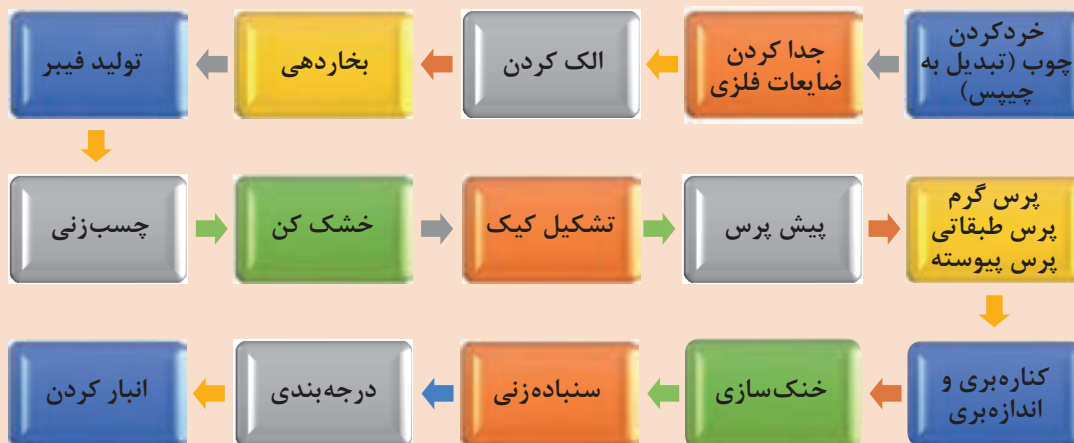 خردکردن
چوب (تبدیل به
چیپس)
جدا کردن
ضایعات فلزی
الک کردن
بخاردهی
تولید فیبر
چسب‌زنی
خشک کن
تشکیل کیک
پیش پرس
پرس گرم
پرس طبقاتی
پرس پیوسته
کناره‌بری و
اندازه‌بری
خنک‌سازی
سنباده‌زنی
درجه‌بندی
انبار کردن